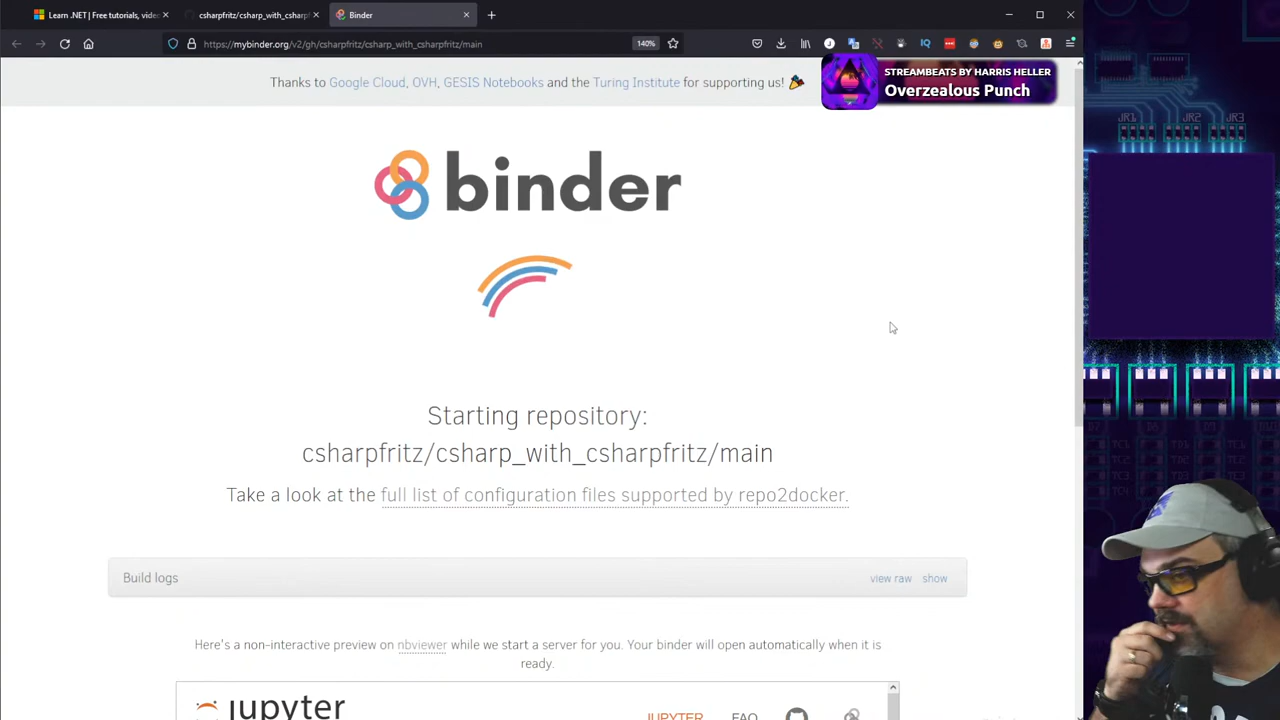 Learn .NET | Free tutorials, video
csharpfritz/csharp_with_csharpf
Binder
https://mybinder.org/v2/gh/csharpfritz/csharp_with_csharpfritz/main
140%
Thanks to Google Cloud, OVH, GESIS Notebooks and the Turing Institute for supporting us! 🎉
STREAMBEATS BY HARRIS HELLER
Overzealous Punch
JR1 JR2 JR3
binder
Starting repository:
csharpfritz/csharp_with_csharpfritz/main
Take a look at the full list of configuration files supported by repo2docker.
Build logs
view raw show
Here's a non-interactive preview on nbviewer while we start a server for you. Your binder will open automatically when it is
ready.
jupyter
JUPYTER FAQ